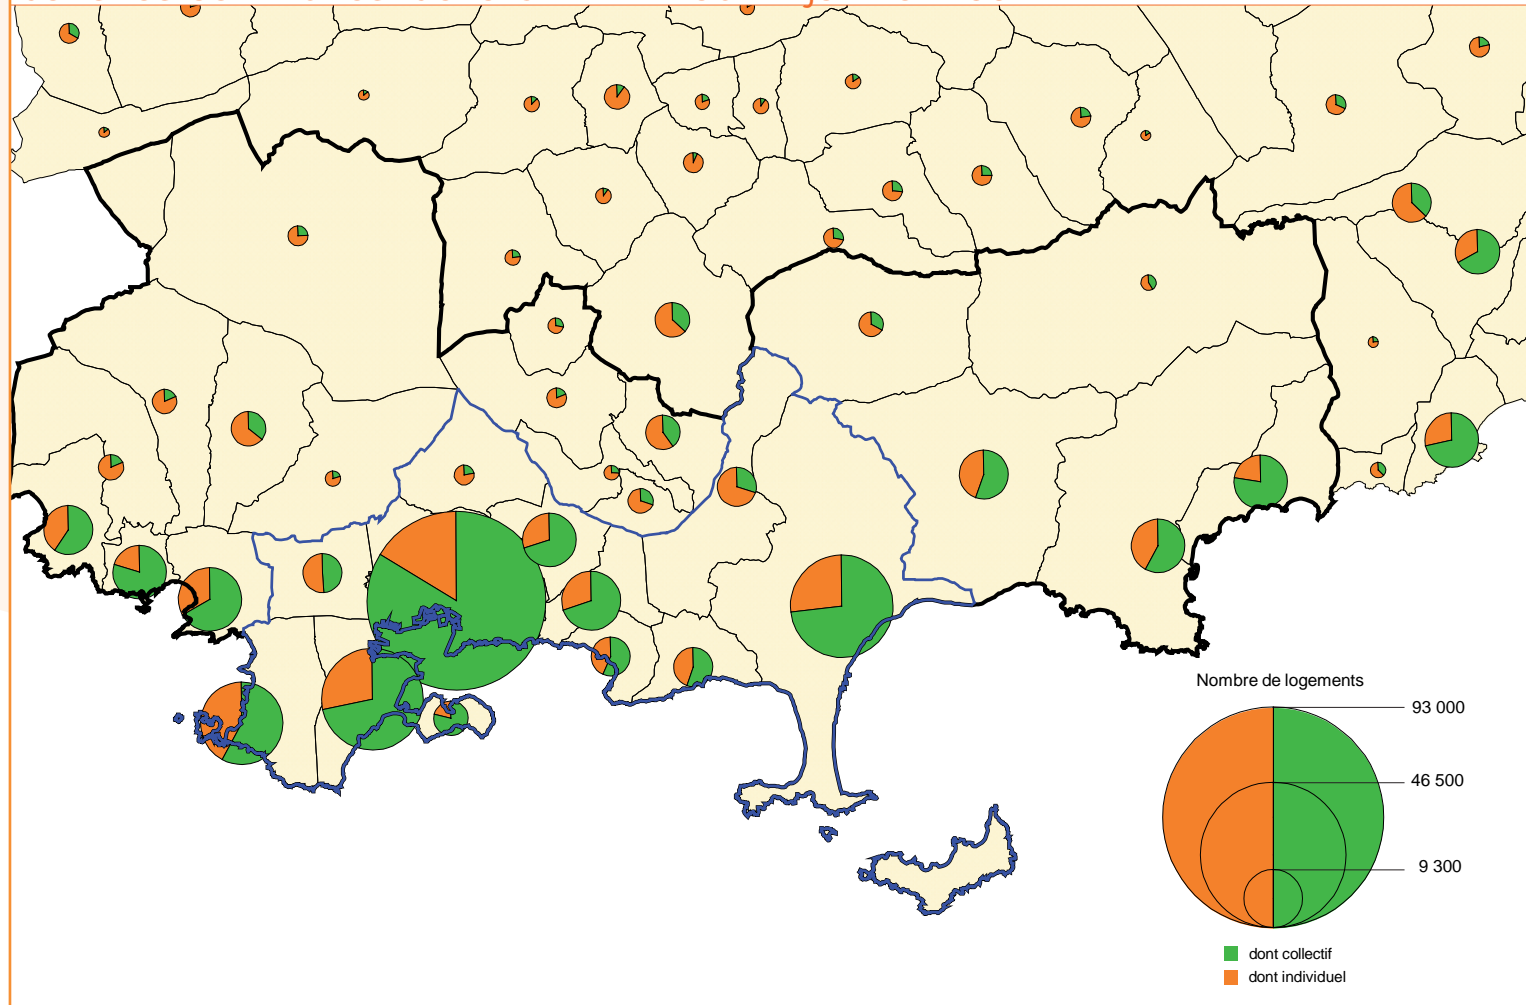 Nombre de logements
93 000
46 500
9 300
dont collectif
dont individuel